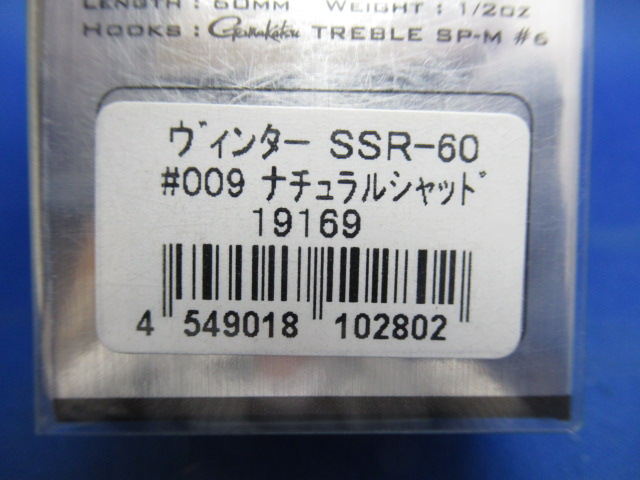 LENGTH : 60MM WEIGHT : 1/2OZ
HOOKS : Gamakatsu TREBLE SP-M #6
ヴィンター SSR-60
#009 ナチュラルシャッド
19169
4 549018 102802